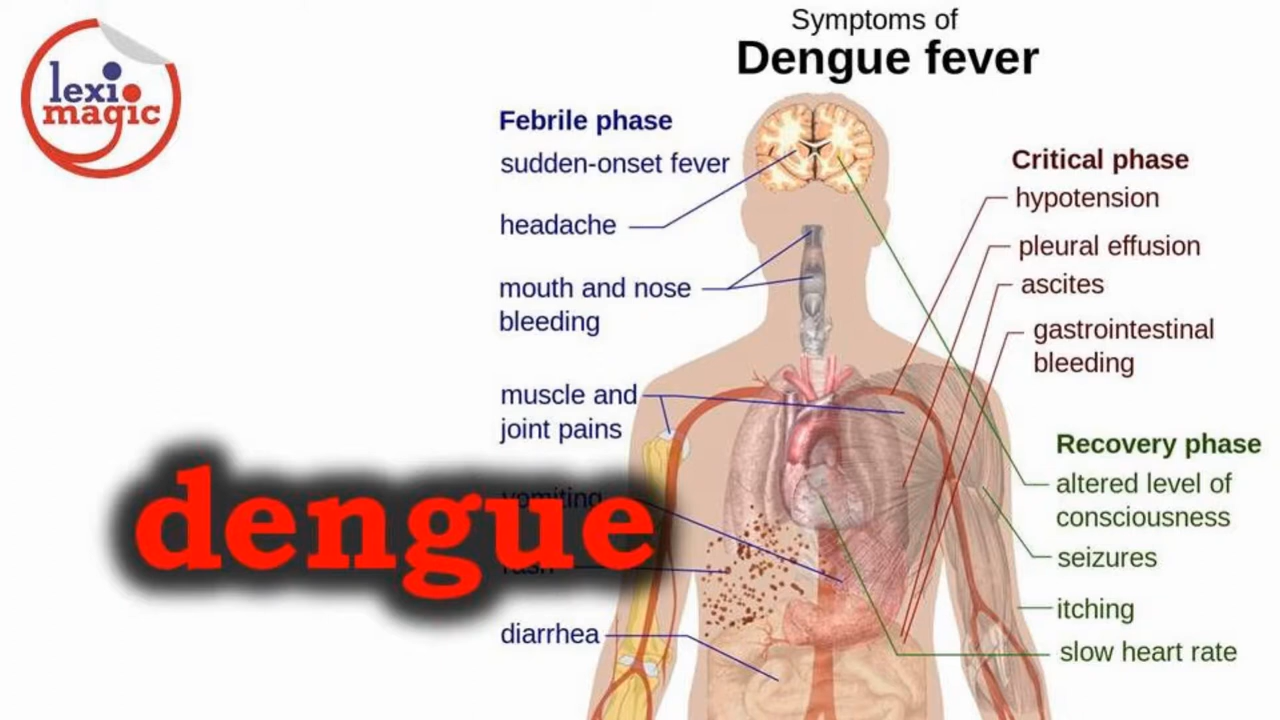 lexi
magic
Symptoms of
Dengue fever
Febrile phase
sudden-onset fever
headache
mouth and nose
bleeding
muscle and
joint pains
vomiting
rash
diarrhea
dengue
Critical phase
hypotension
pleural effusion
ascites
gastrointestinal
bleeding
Recovery phase
altered level of
consciousness
seizures
itching
slow heart rate